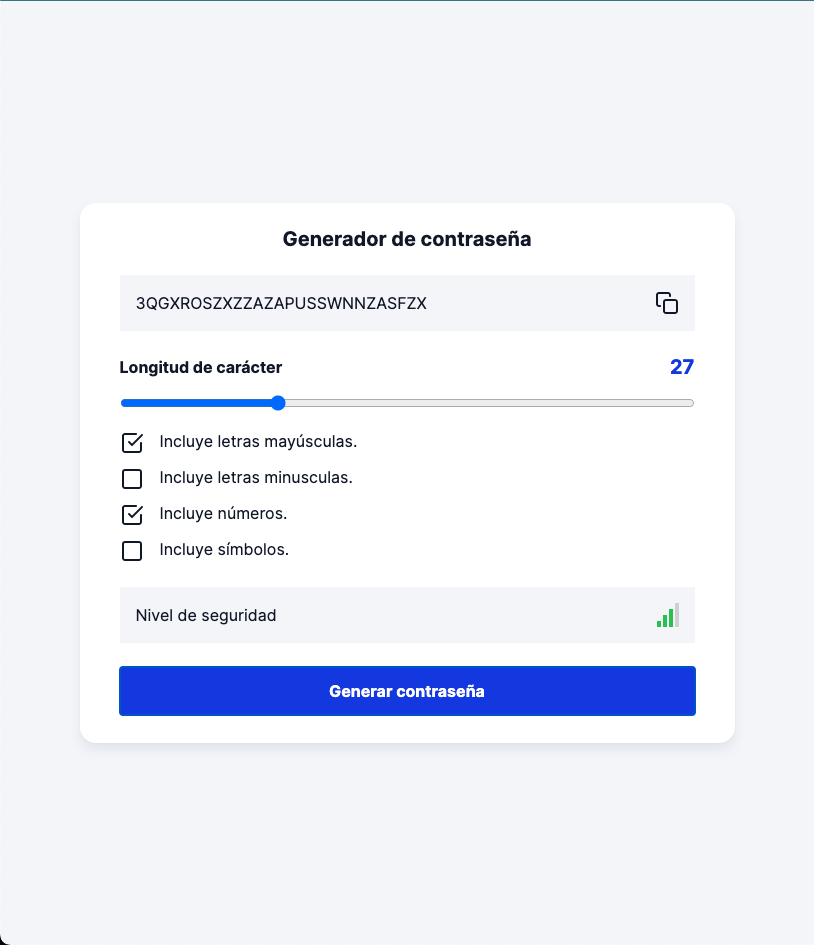 Generador de contraseña
3QGXROSZXZZAZAPUSSWNNZASFZX
Longitud de carácter
27
Incluye letras mayúsculas.
Incluye letras minusculas.
Incluye números.
Incluye símbolos.
Nivel de seguridad
Generar contraseña